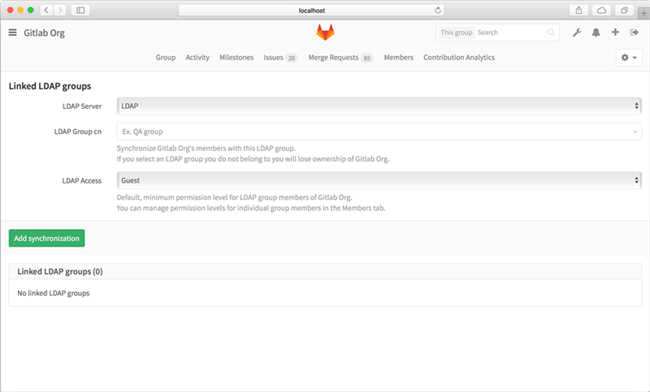 localhost
Gitlab Org
This group Search
Group Activity Milestones Issues 20 Merge Requests 85 Members Contribution Analytics
Linked LDAP groups
LDAP Server LDAP
LDAP Group cn Ex. QA group
Synchronize Gitlab Org's members with this LDAP group.
If you select an LDAP group you do not belong to you will lose ownership of Gitlab Org.
LDAP Access Guest
Default, minimum permission level for LDAP group members of Gitlab Org.
You can manage permission levels for individual group members in the Members tab.
Add synchronization
Linked LDAP groups (0)
No linked LDAP groups